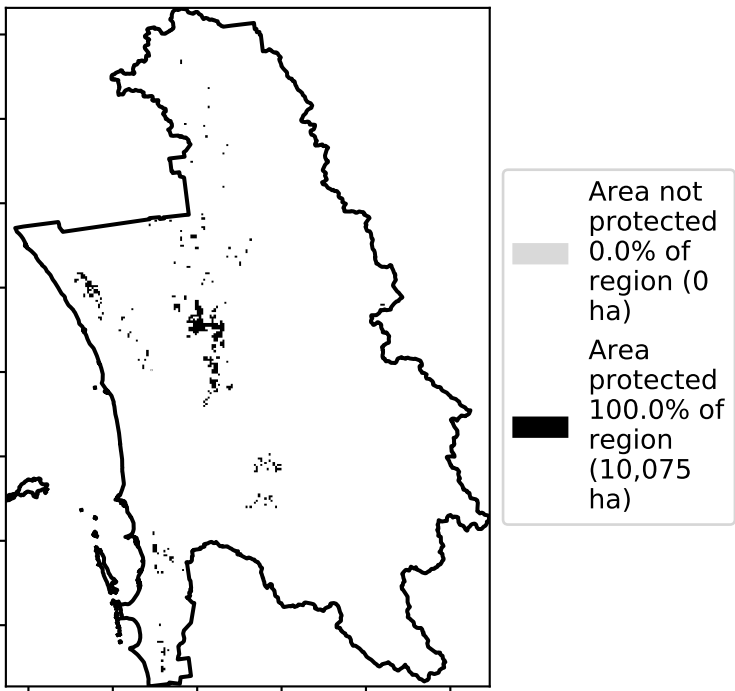 Area not
protected
0.0% of
region (0
ha)
Area
protected
100.0% of
region
(10,075
ha)